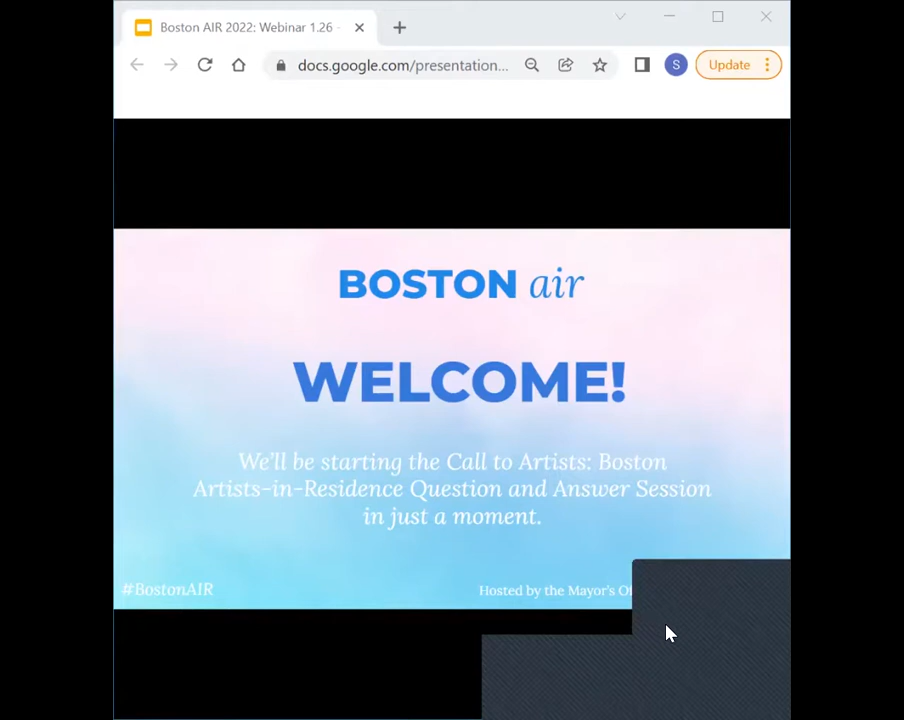 Boston AIR 2022: Webinar 1.26
docs.google.com/presentation...
S
Update
BOSTON air
WELCOME!
We'll be starting the Call to Artists: Boston
Artists-in-Residence Question and Answer Session
in just a moment.
#BostonAIR
Hosted by the Mayor's